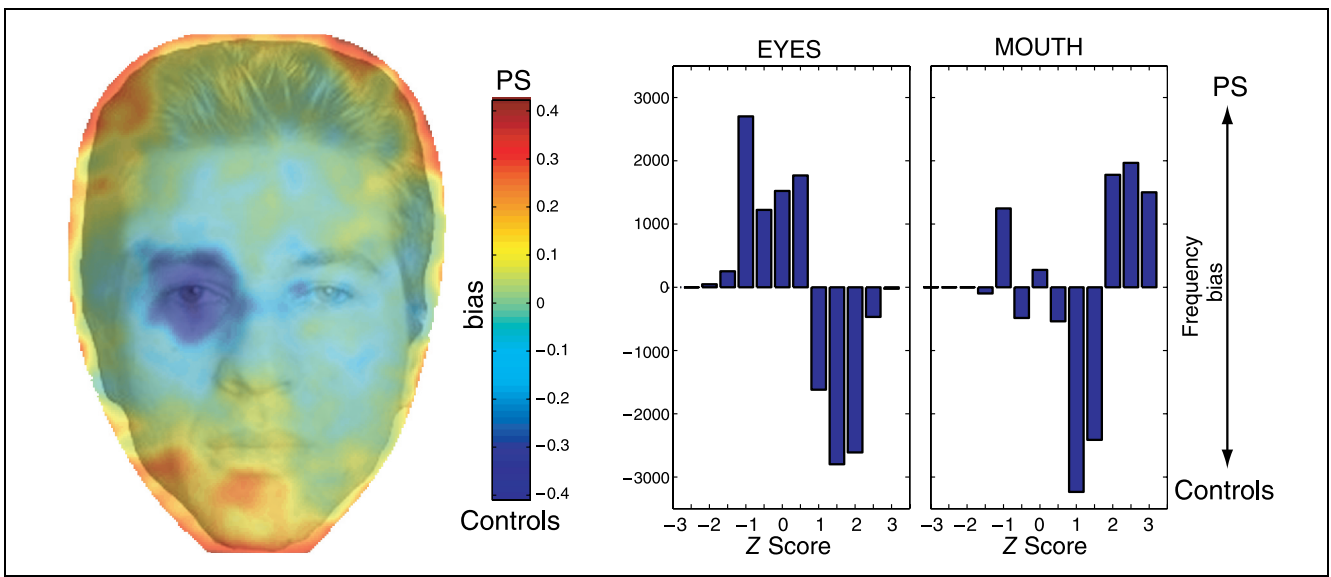 PS
0.4
0.3
0.2
0.1
0
−0.1
−0.2
−0.3
−0.4
bias
Controls
EYES
3000
2000
1000
0
−1000
−2000
−3000
−3 −2 −1 0 1 2 3
Z Score
MOUTH
−3 −2 −1 0 1 2 3
Z Score
PS
Frequency
bias
Controls